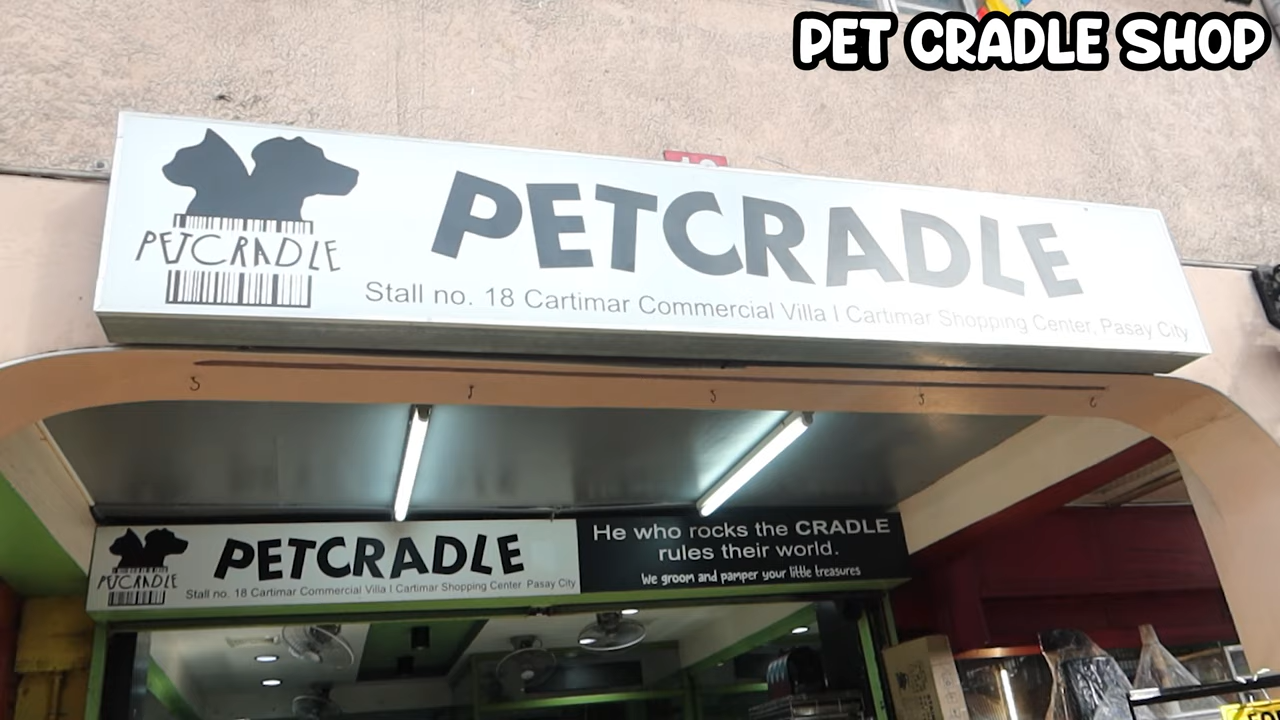 PET CRADLE SHOP
PETCRADLE
PETCRADLE
Stall no. 18 Cartimar Commercial Villa I Cartimar Shopping Center, Pasay City
PETCRADLE
PETCRADLE
Stall no. 18 Cartimar Commercial Villa I Cartimar Shopping Center, Pasay City
He who rocks the CRADLE
rules their world.
We groom and pamper your little treasures